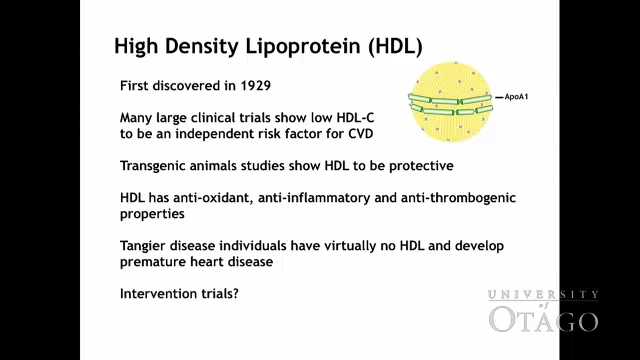 High Density Lipoprotein (HDL)
First discovered in 1929
ApoA1
Many large clinical trials show low HDL-C
to be an independent risk factor for CVD
Transgenic animals studies show HDL to be protective
HDL has anti-oxidant, anti-inflammatory and anti-thrombogenic
properties
Tangier disease individuals have virtually no HDL and develop
premature heart disease
Intervention trials?
UNIVERSITY
of
OTAGO